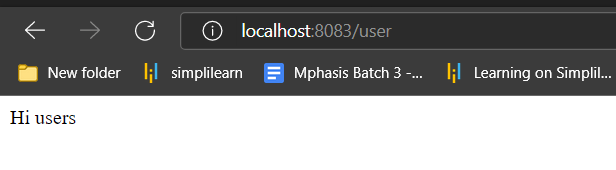 localhost:8083/user
New folder simplilearn Mphasis Batch 3 -... Learning on Simplil...
Hi users